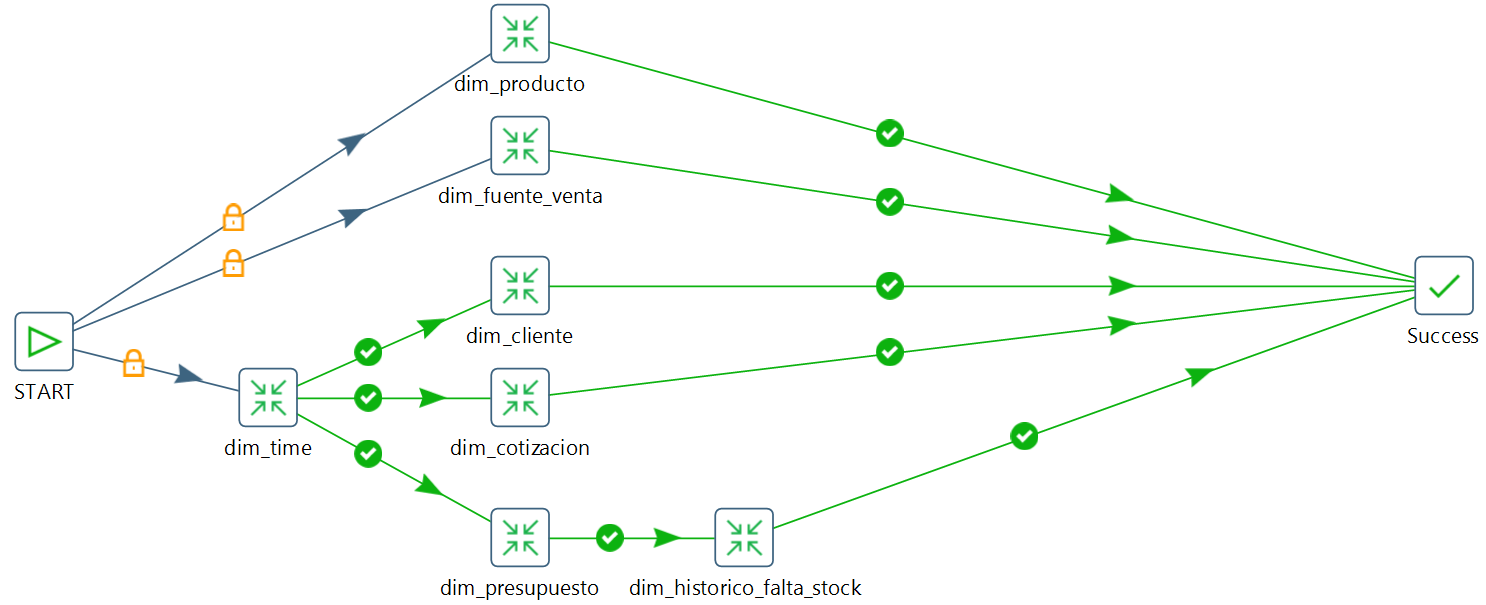 dim_producto
dim_fuente_venta
dim_cliente
Success
START
dim_time
dim_cotizacion
dim_presupuesto
dim_historico_falta_stock